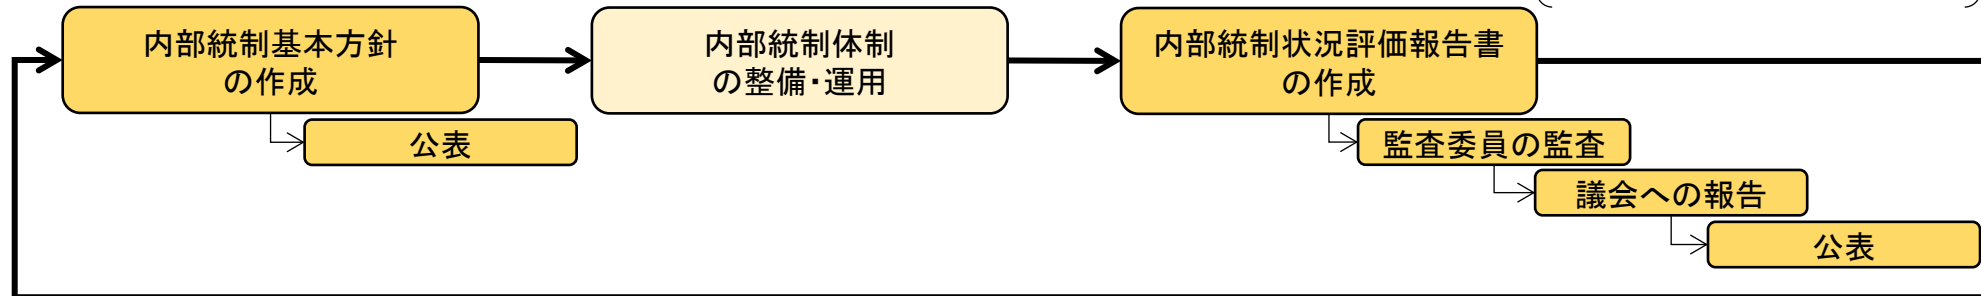 内部統制基本方針
の作成
内部統制体制
の整備・運用
内部統制状況評価報告書
の作成
公表
監査委員の監査
議会への報告
公表